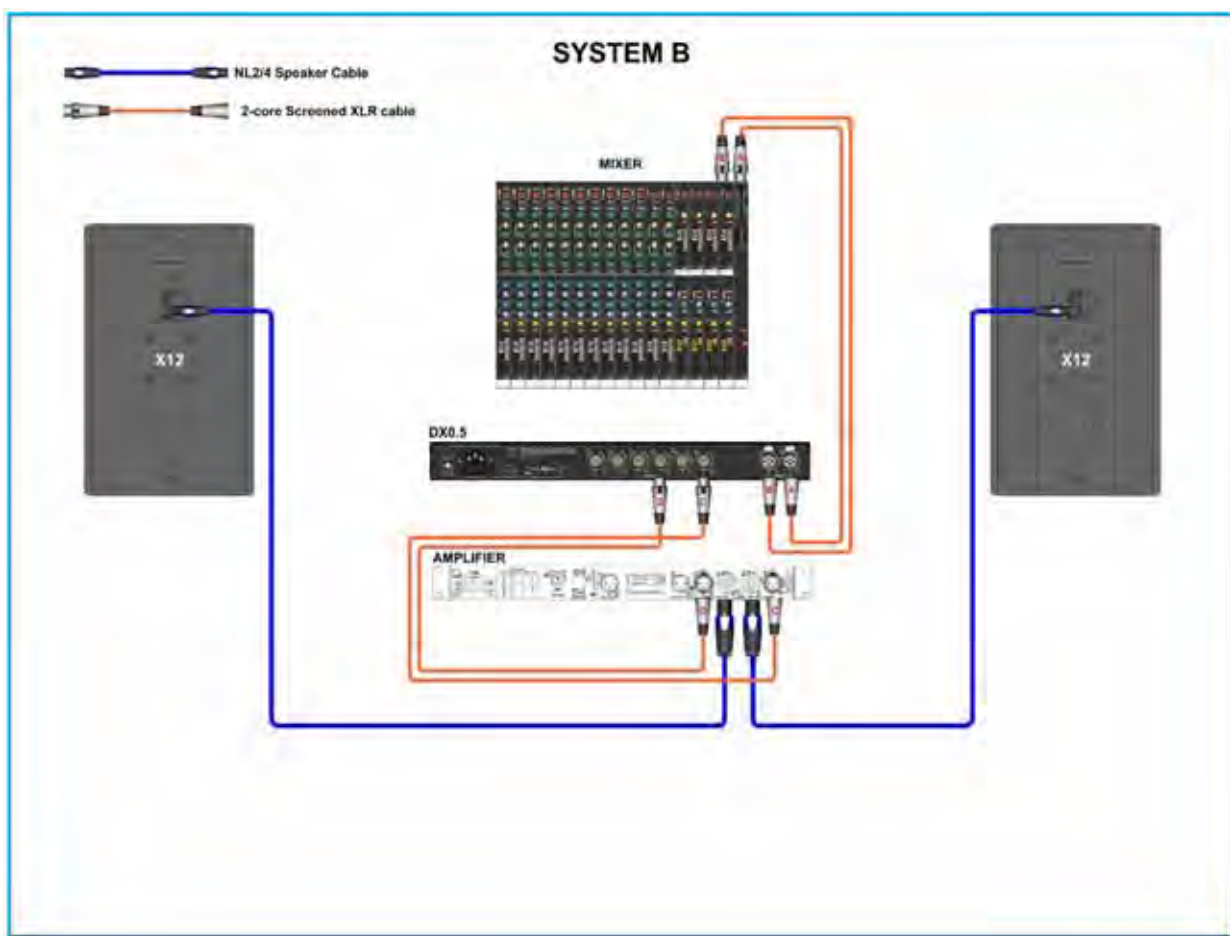 SYSTEM B
NL2/4 Speaker Cable
2-core Screened XLR cable
MIXER
X12
X12
DX0.5
AMPLIFIER